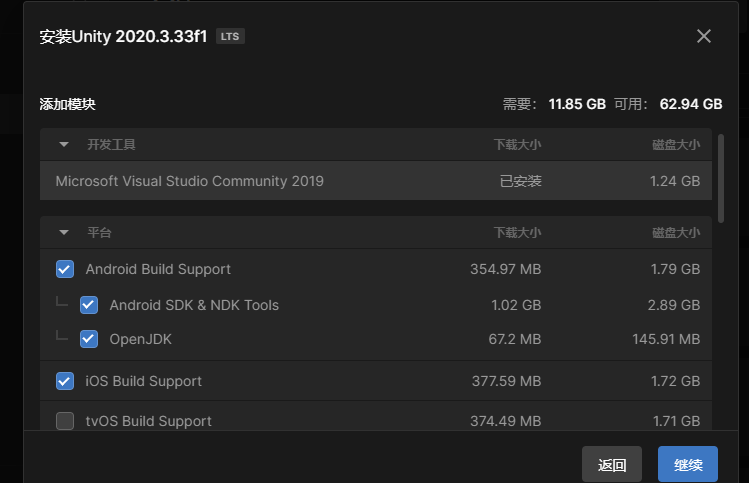 安装Unity 2020.3.33f1 LTS
添加模块 需要： 11.85 GB 可用： 62.94 GB
开发工具 下载大小 磁盘大小
Microsoft Visual Studio Community 2019 已安装 1.24 GB
平台 下载大小 磁盘大小
Android Build Support 354.97 MB 1.79 GB
Android SDK & NDK Tools 1.02 GB 2.89 GB
OpenJDK 67.2 MB 145.91 MB
iOS Build Support 377.59 MB 1.72 GB
tvOS Build Support 374.49 MB 1.71 GB
返回 继续